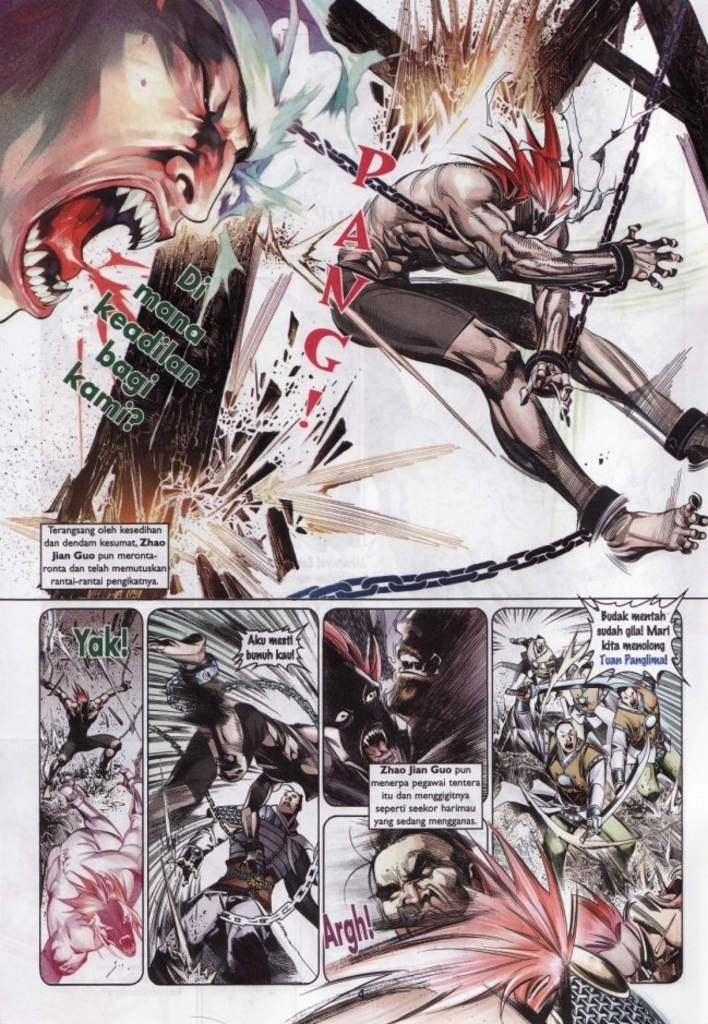 PANG!
Di
mana
keadilan
bagi
kami?
Terangsang oleh kesedihan
dan dendam kesumat, Zhao
Jian Guo pun meronta-
ronta dan telah memutuskan
rantai-rantai pengikatnya.
Yak!
Aku mesti
bunuh kau!
Zhao Jian Guo pun
menerpa pegawai tentera
itu dan menggigitnya
seperti seekor harimau
yang sedang mengganas.
Argh!
Budak mentah
sudah gila! Mari
kita menolong
Tuan Panglima!
4